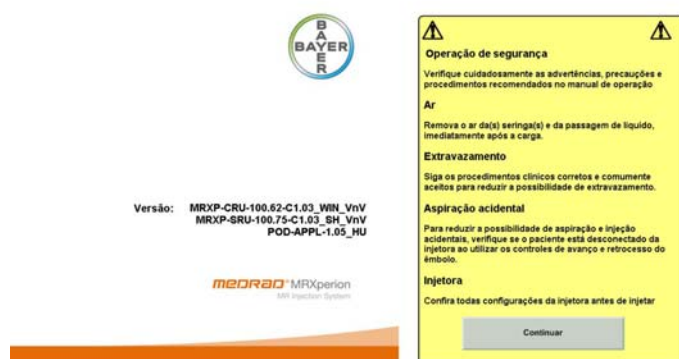 BAYER
BAYER
Versão: MRXP-CRU-100.62-C1.03_WIN_VnV
MRXP-SRU-100.75-C1.03_SH_VnV
POD-APPL-1.05_HU
MEDRAD® MRXperion
MR Injection System
Operação de segurança
Verifique cuidadosamente as advertências, precauções e
procedimentos recomendados no manual de operação
Ar
Remova o ar da(s) seringa(s) e da passagem de líquido,
imediatamente após a carga.
Extravazamento
Siga os procedimentos clínicos corretos e comumente
aceitos para reduzir a possibilidade de extravazamento.
Aspiração acidental
Para reduzir a possibilidade de aspiração e injeção
acidentais, verifique se o paciente está desconectado da
injetora ao utilizar os controles de avanço e retrocesso do
êmbolo.
Injetora
Confira todas configurações da injetora antes de injetar
Continuar